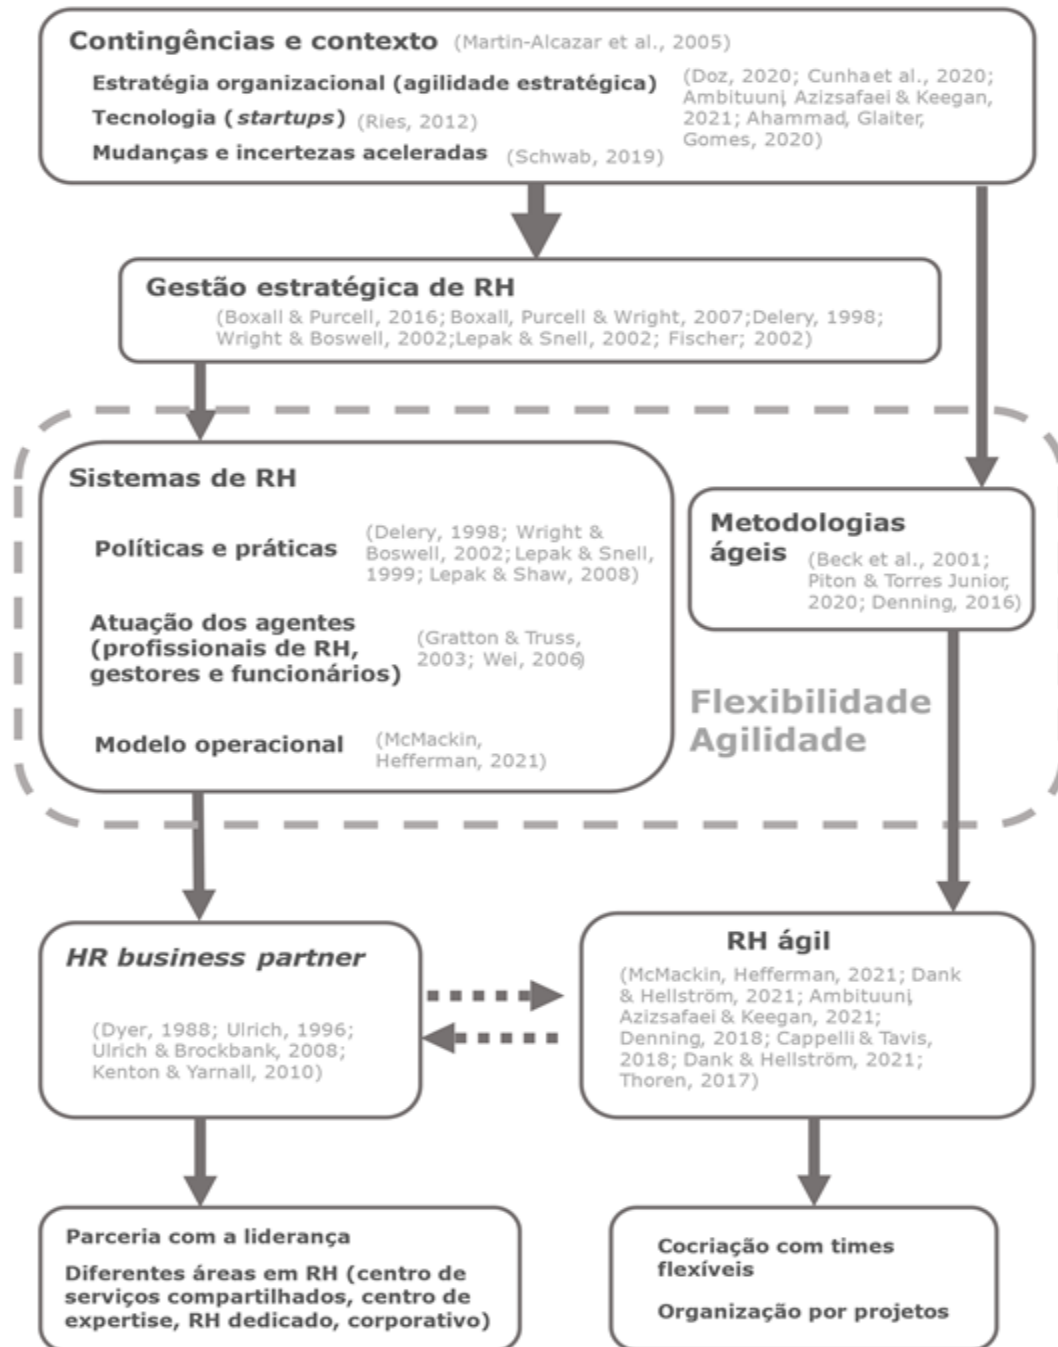 Contingências e contexto (Martin-Alcazar et al., 2005)
Estratégia organizacional (agilidade estratégica)
(Doz, 2020; Cunha et al., 2020;
Ambituuni, Azizsafaei & Keegan,
2021; Ahammad, Glaiter,
Gomes, 2020)
Tecnologia (startups) (Ries, 2012)
Mudanças e incertezas aceleradas (Schwab, 2019)
Gestão estratégica de RH
(Boxall & Purcell, 2016; Boxall, Purcell & Wright, 2007;Delery, 1998;
Wright & Boswell, 2002;Lepak & Snell, 2002; Fischer; 2002)
Sistemas de RH
Políticas e práticas
(Delery, 1998; Wright &
Boswell, 2002; Lepak & Snell,
1999; Lepak & Shaw, 2008)
Atuação dos agentes
(profissionais de RH,
gestores e funcionários)
(Gratton & Truss,
2003; Wei, 2006)
Modelo operacional
(McMackin,
Hefferman, 2021)
Metodologias
ágeis
(Beck et al., 2001;
Piton & Torres Junior,
2020; Denning, 2016)
Flexibilidade
Agilidade
HR business partner
(Dyer, 1988; Ulrich, 1996;
Ulrich & Brockbank, 2008;
Kenton & Yarnall, 2010)
RH ágil
(McMackin, Hefferman, 2021; Dank
& Hellström, 2021; Ambituuni,
Azizsafaei & Keegan, 2021;
Denning, 2018; Cappelli & Tavis,
2018; Dank & Hellström, 2021;
Thoren, 2017)
Parceria com a liderança
Diferentes áreas em RH (centro de
serviços compartilhados, centro de
expertise, RH dedicado, corporativo)
Cocriação com times
flexíveis
Organização por projetos